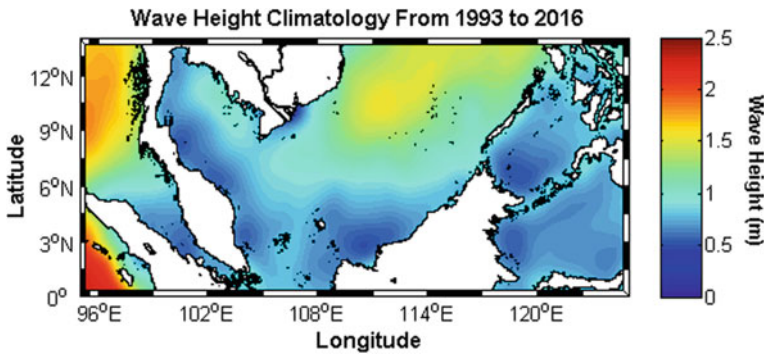 Wave Height Climatology From 1993 to 2016
12°N
9°N
6°N
3°N
0°
Latitude
96°E 102°E 108°E 114°E 120°E
Longitude
2.5
2
1.5
1
0.5
0
Wave Height (m)